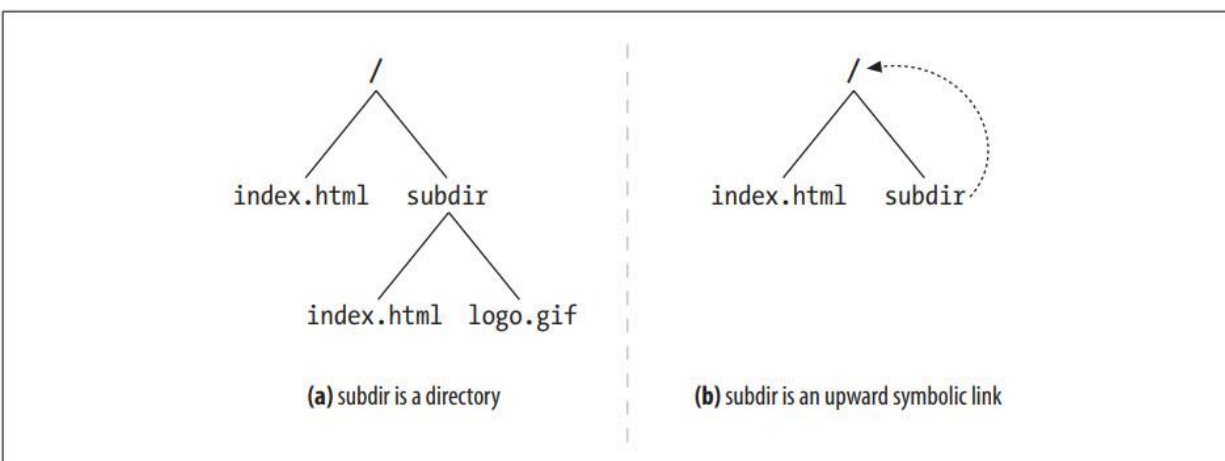 /
index.html subdir
index.html logo.gif
(a) subdir is a directory
/
index.html subdir
(b) subdir is an upward symbolic link